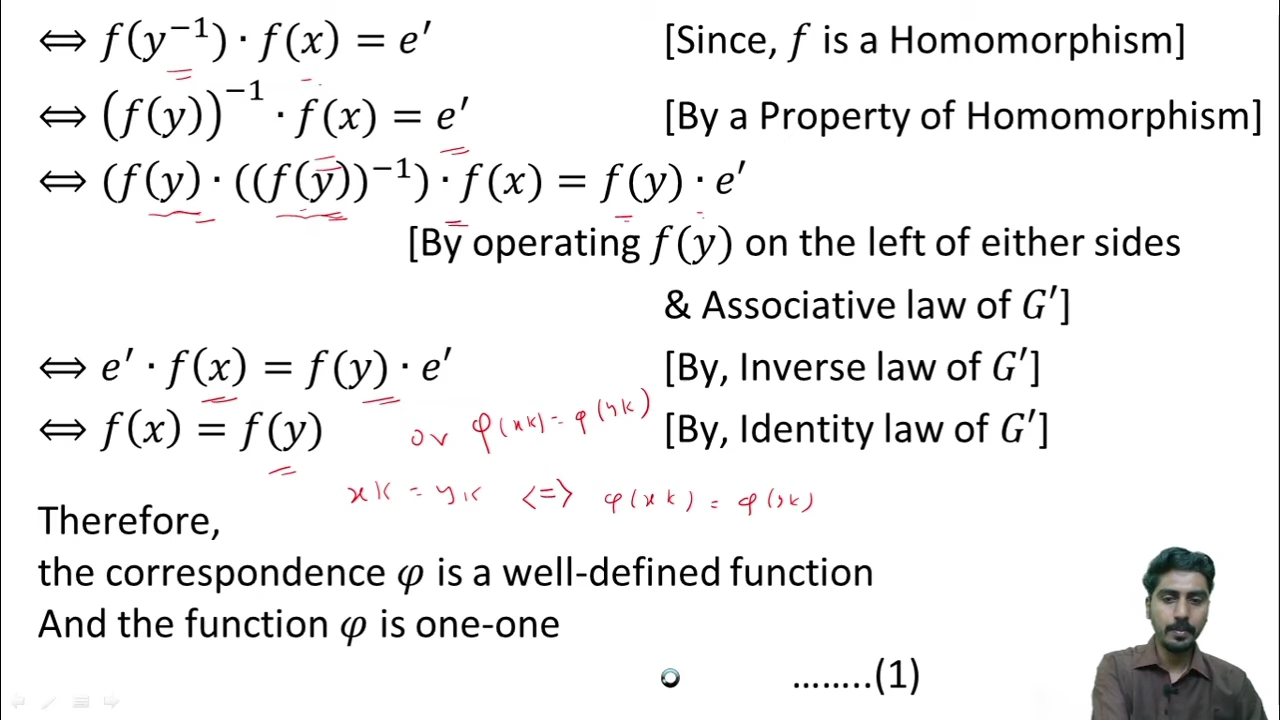 ⟺ f(y⁻¹) · f(x) = e′ [Since, f is a Homomorphism]
⟺ (f(y))⁻¹ · f(x) = e′ [By a Property of Homomorphism]
⟺ (f(y) · ((f(y))⁻¹) · f(x) = f(y) · e′
[By operating f(y) on the left of either sides
& Associative law of G′]
⟺ e′ · f(x) = f(y) · e′ [By, Inverse law of G′]
⟺ f(x) = f(y) or φ(xk) = φ(yk) [By, Identity law of G′]
xk = yk <=> φ(xk) = φ(yk)
Therefore,
the correspondence φ is a well-defined function
And the function φ is one-one
........(1)